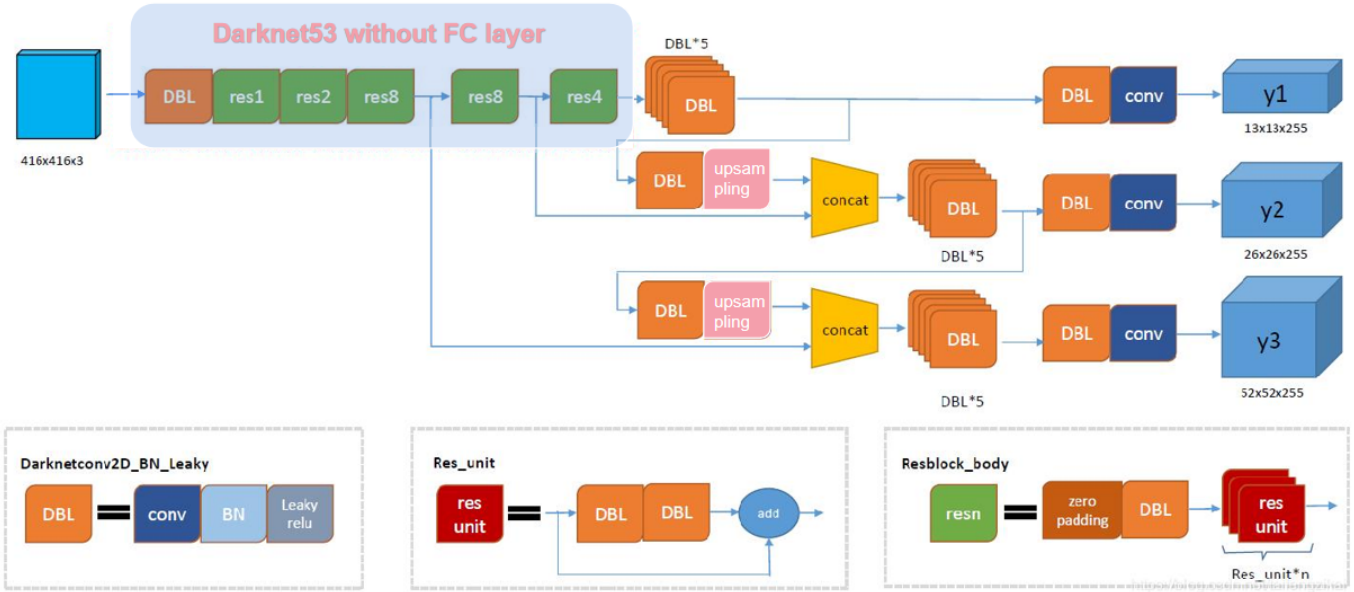 Darknet53 without FC layer
DBL*5
DBL
res1
res2
res8
res8
res4
DBL
DBL
conv
y1
416x416x3
13x13x255
DBL
upsam
pling
concat
DBL
DBL
conv
y2
DBL*5
26x26x255
DBL
upsam
pling
concat
DBL
DBL
conv
y3
DBL*5
52x52x255
Darknetconv2D_BN_Leaky
DBL
conv
BN
Leaky
relu
Res_unit
res
unit
DBL
DBL
add
Resblock_body
resn
zero
padding
DBL
res
unit
Res_unit*n